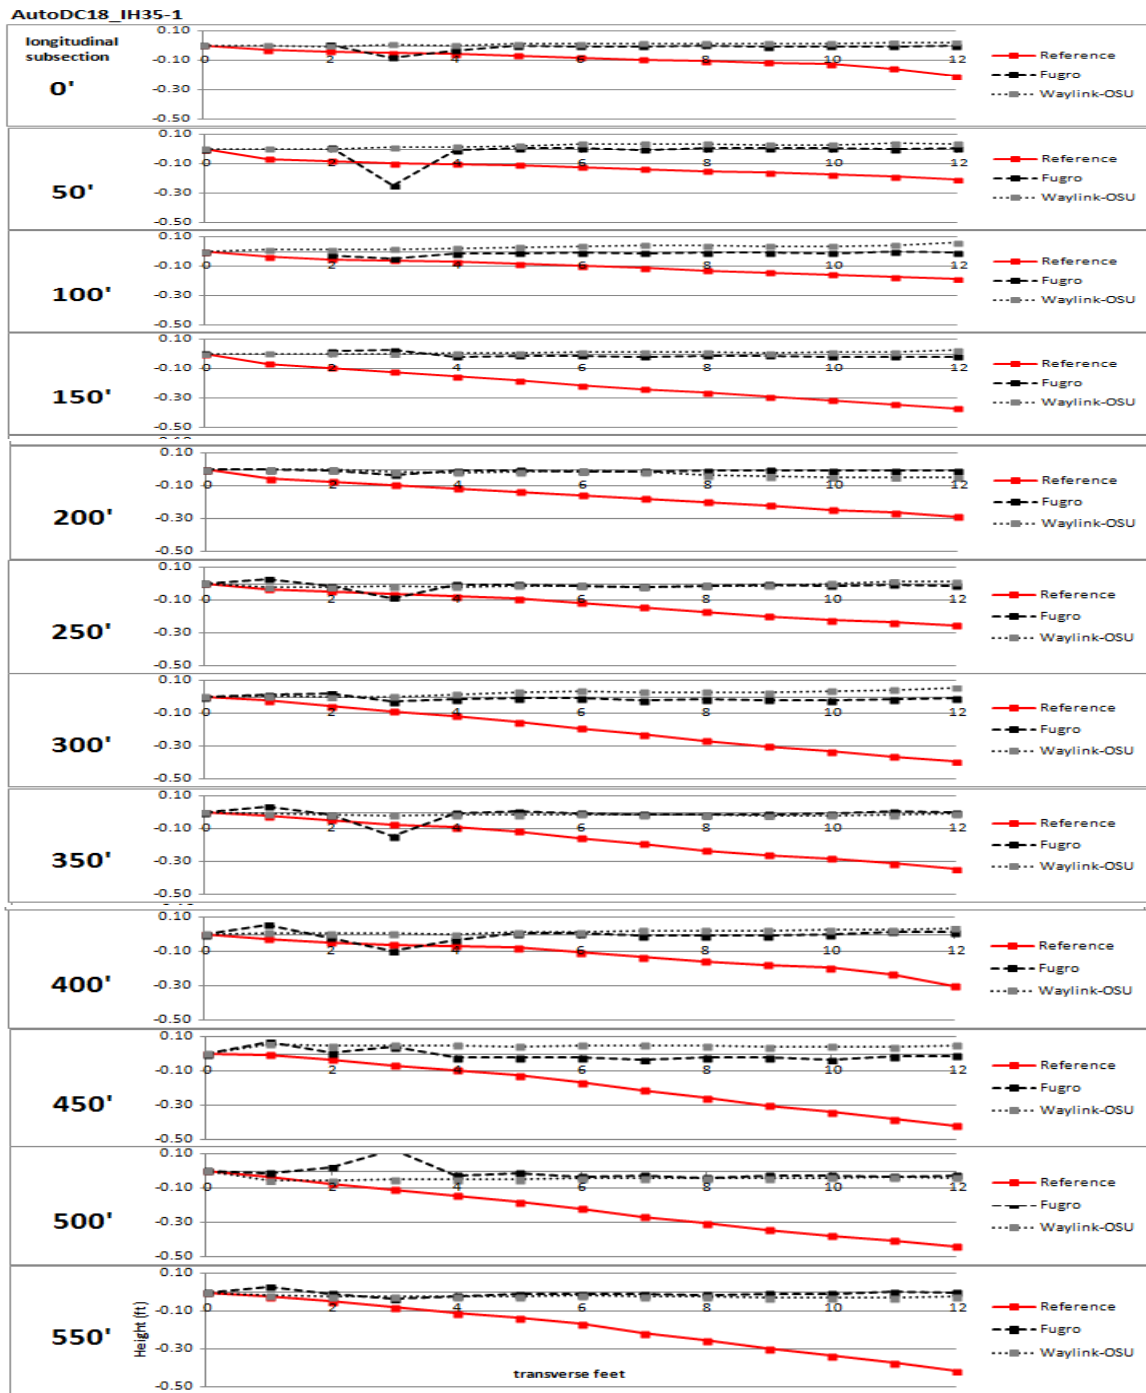 AutoDC18_IH35-1
longitudinal
subsection
0'
0.10
-0.10
-0.30
-0.50
0 2 4 6 8 10 12
Reference
Fugro
Waylink-OSU
50'
0.10
-0.10
-0.30
-0.50
0 2 4 6 8 10 12
Reference
Fugro
Waylink-OSU
100'
0.10
-0.10
-0.30
-0.50
0 2 4 6 8 10 12
Reference
Fugro
Waylink-OSU
150'
0.10
-0.10
-0.30
-0.50
0 2 4 6 8 10 12
Reference
Fugro
Waylink-OSU
200'
0.10
-0.10
-0.30
-0.50
0 2 4 6 8 10 12
Reference
Fugro
Waylink-OSU
250'
0.10
-0.10
-0.30
-0.50
0 2 4 6 8 10 12
Reference
Fugro
Waylink-OSU
300'
0.10
-0.10
-0.30
-0.50
0 2 4 6 8 10 12
Reference
Fugro
Waylink-OSU
350'
0.10
-0.10
-0.30
-0.50
0 2 4 6 8 10 12
Reference
Fugro
Waylink-OSU
400'
0.10
-0.10
-0.30
-0.50
0 2 4 6 8 10 12
Reference
Fugro
Waylink-OSU
450'
0.10
-0.10
-0.30
-0.50
0 2 4 6 8 10 12
Reference
Fugro
Waylink-OSU
500'
0.10
-0.10
-0.30
-0.50
0 2 4 6 8 10 12
Reference
Fugro
Waylink-OSU
550'
Height (ft)
0.10
-0.10
-0.30
-0.50
0 2 4 6 8 10 12
transverse feet
Reference
Fugro
Waylink-OSU